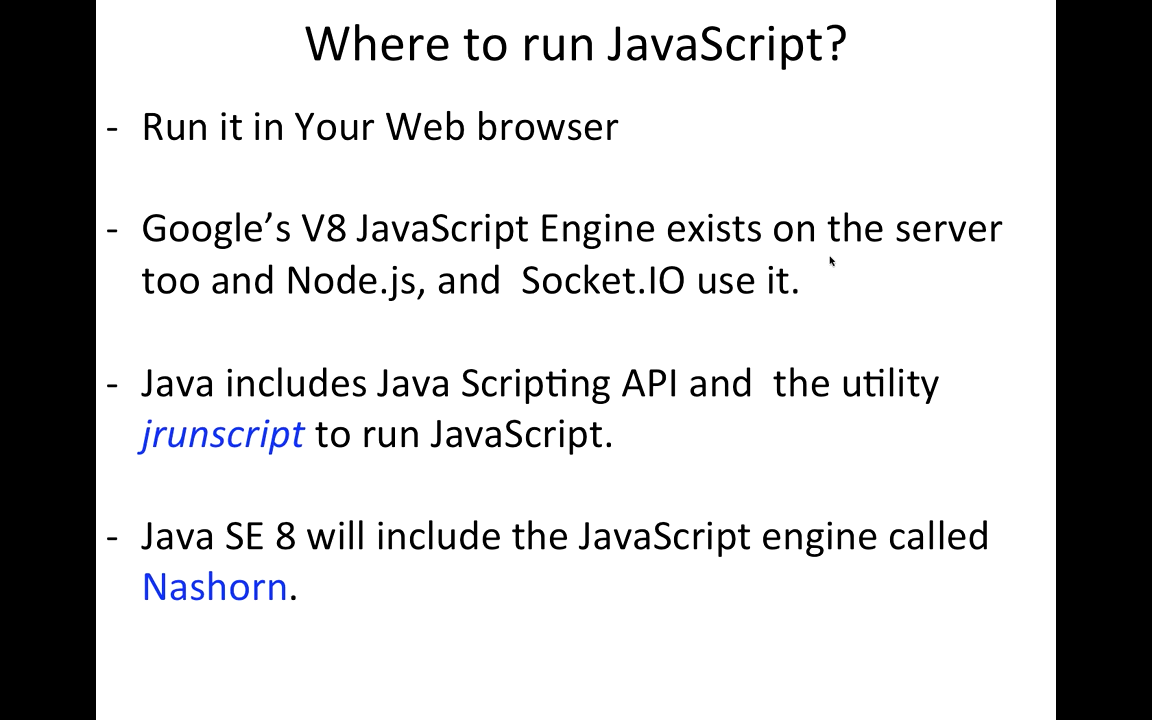 Where to run JavaScript?
- Run it in Your Web browser
- Google’s V8 JavaScript Engine exists on the server
too and Node.js, and  Socket.IO use it.
- Java includes Java Scripting API and  the utility
jrunscript to run JavaScript.
- Java SE 8 will include the JavaScript engine called
Nashorn.